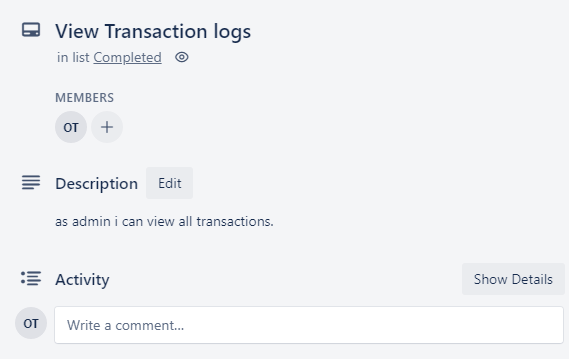 View Transaction logs
in list Completed
MEMBERS
OT +
Description Edit
as admin i can view all transactions.
Activity Show Details
OT Write a comment...